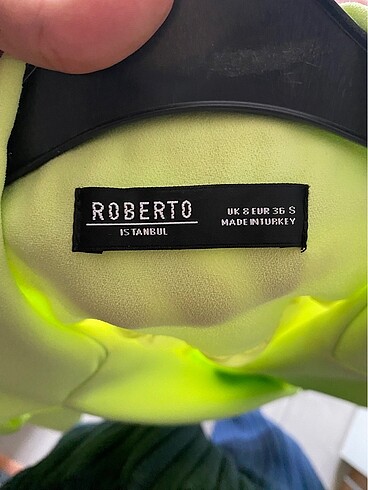 ROBERTO
ISTANBUL
UK 8 EUR 36 S
MADE IN TURKEY